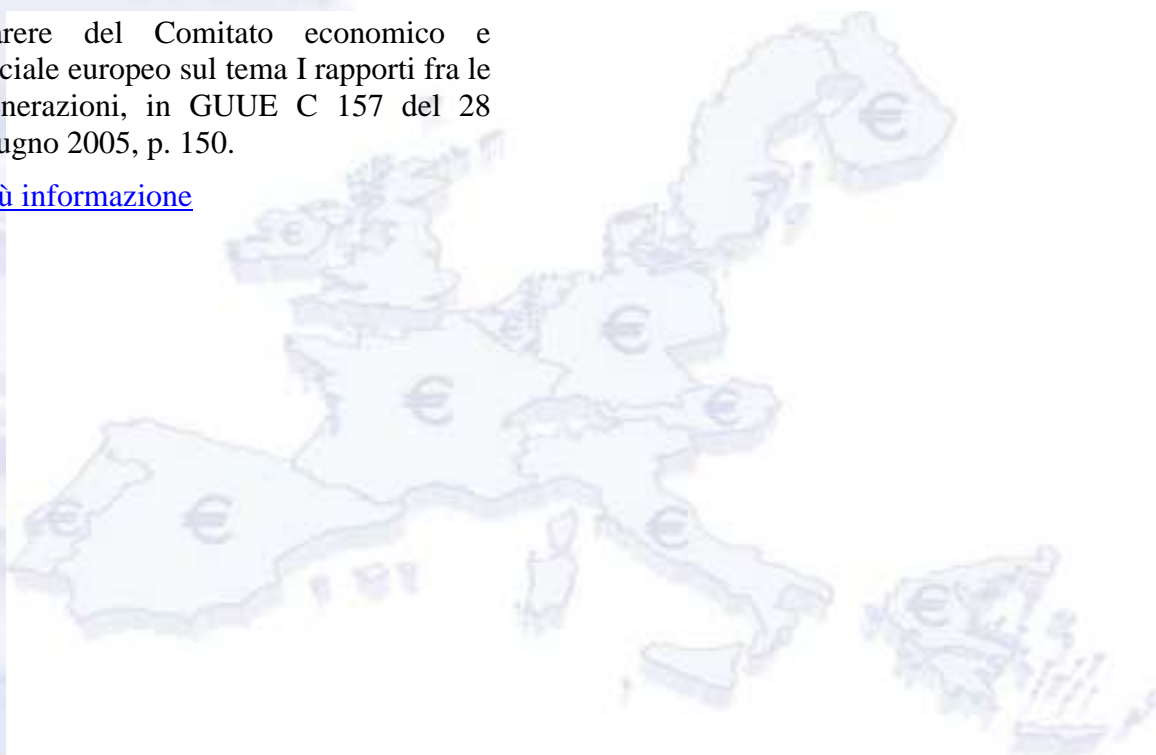 arere del Comitato economico e
ciale europeo sul tema I rapporti fra le
nerazioni, in GUUE C 157 del 28
ugno 2005, p. 150.
ù informazione
€
€
€
€
€
€
€
€
€
€